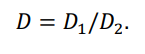 D = D₁/D₂.